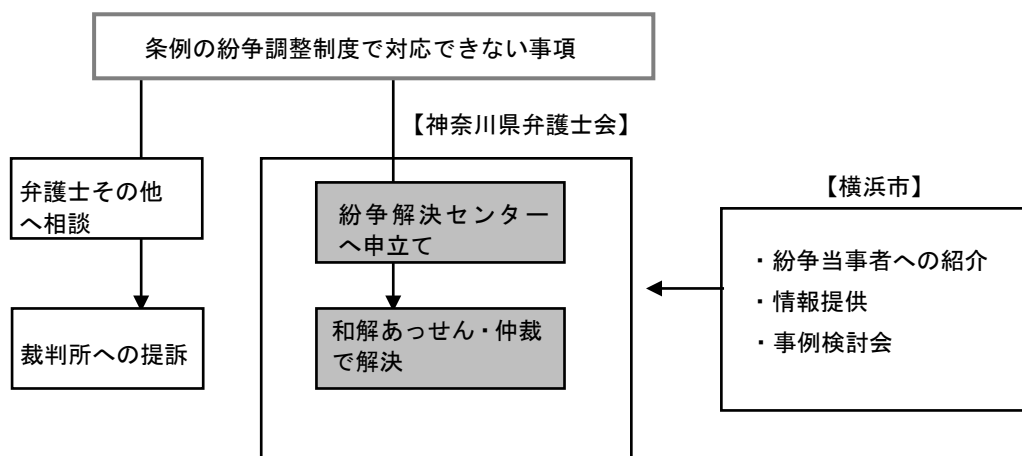 条例の紛争調整制度で対応できない事項
【神奈川県弁護士会】
弁護士その他
へ相談
紛争解決センター
へ申立て
【横浜市】
・紛争当事者への紹介
・情報提供
・事例検討会
裁判所への提訴
和解あっせん・仲裁
で解決